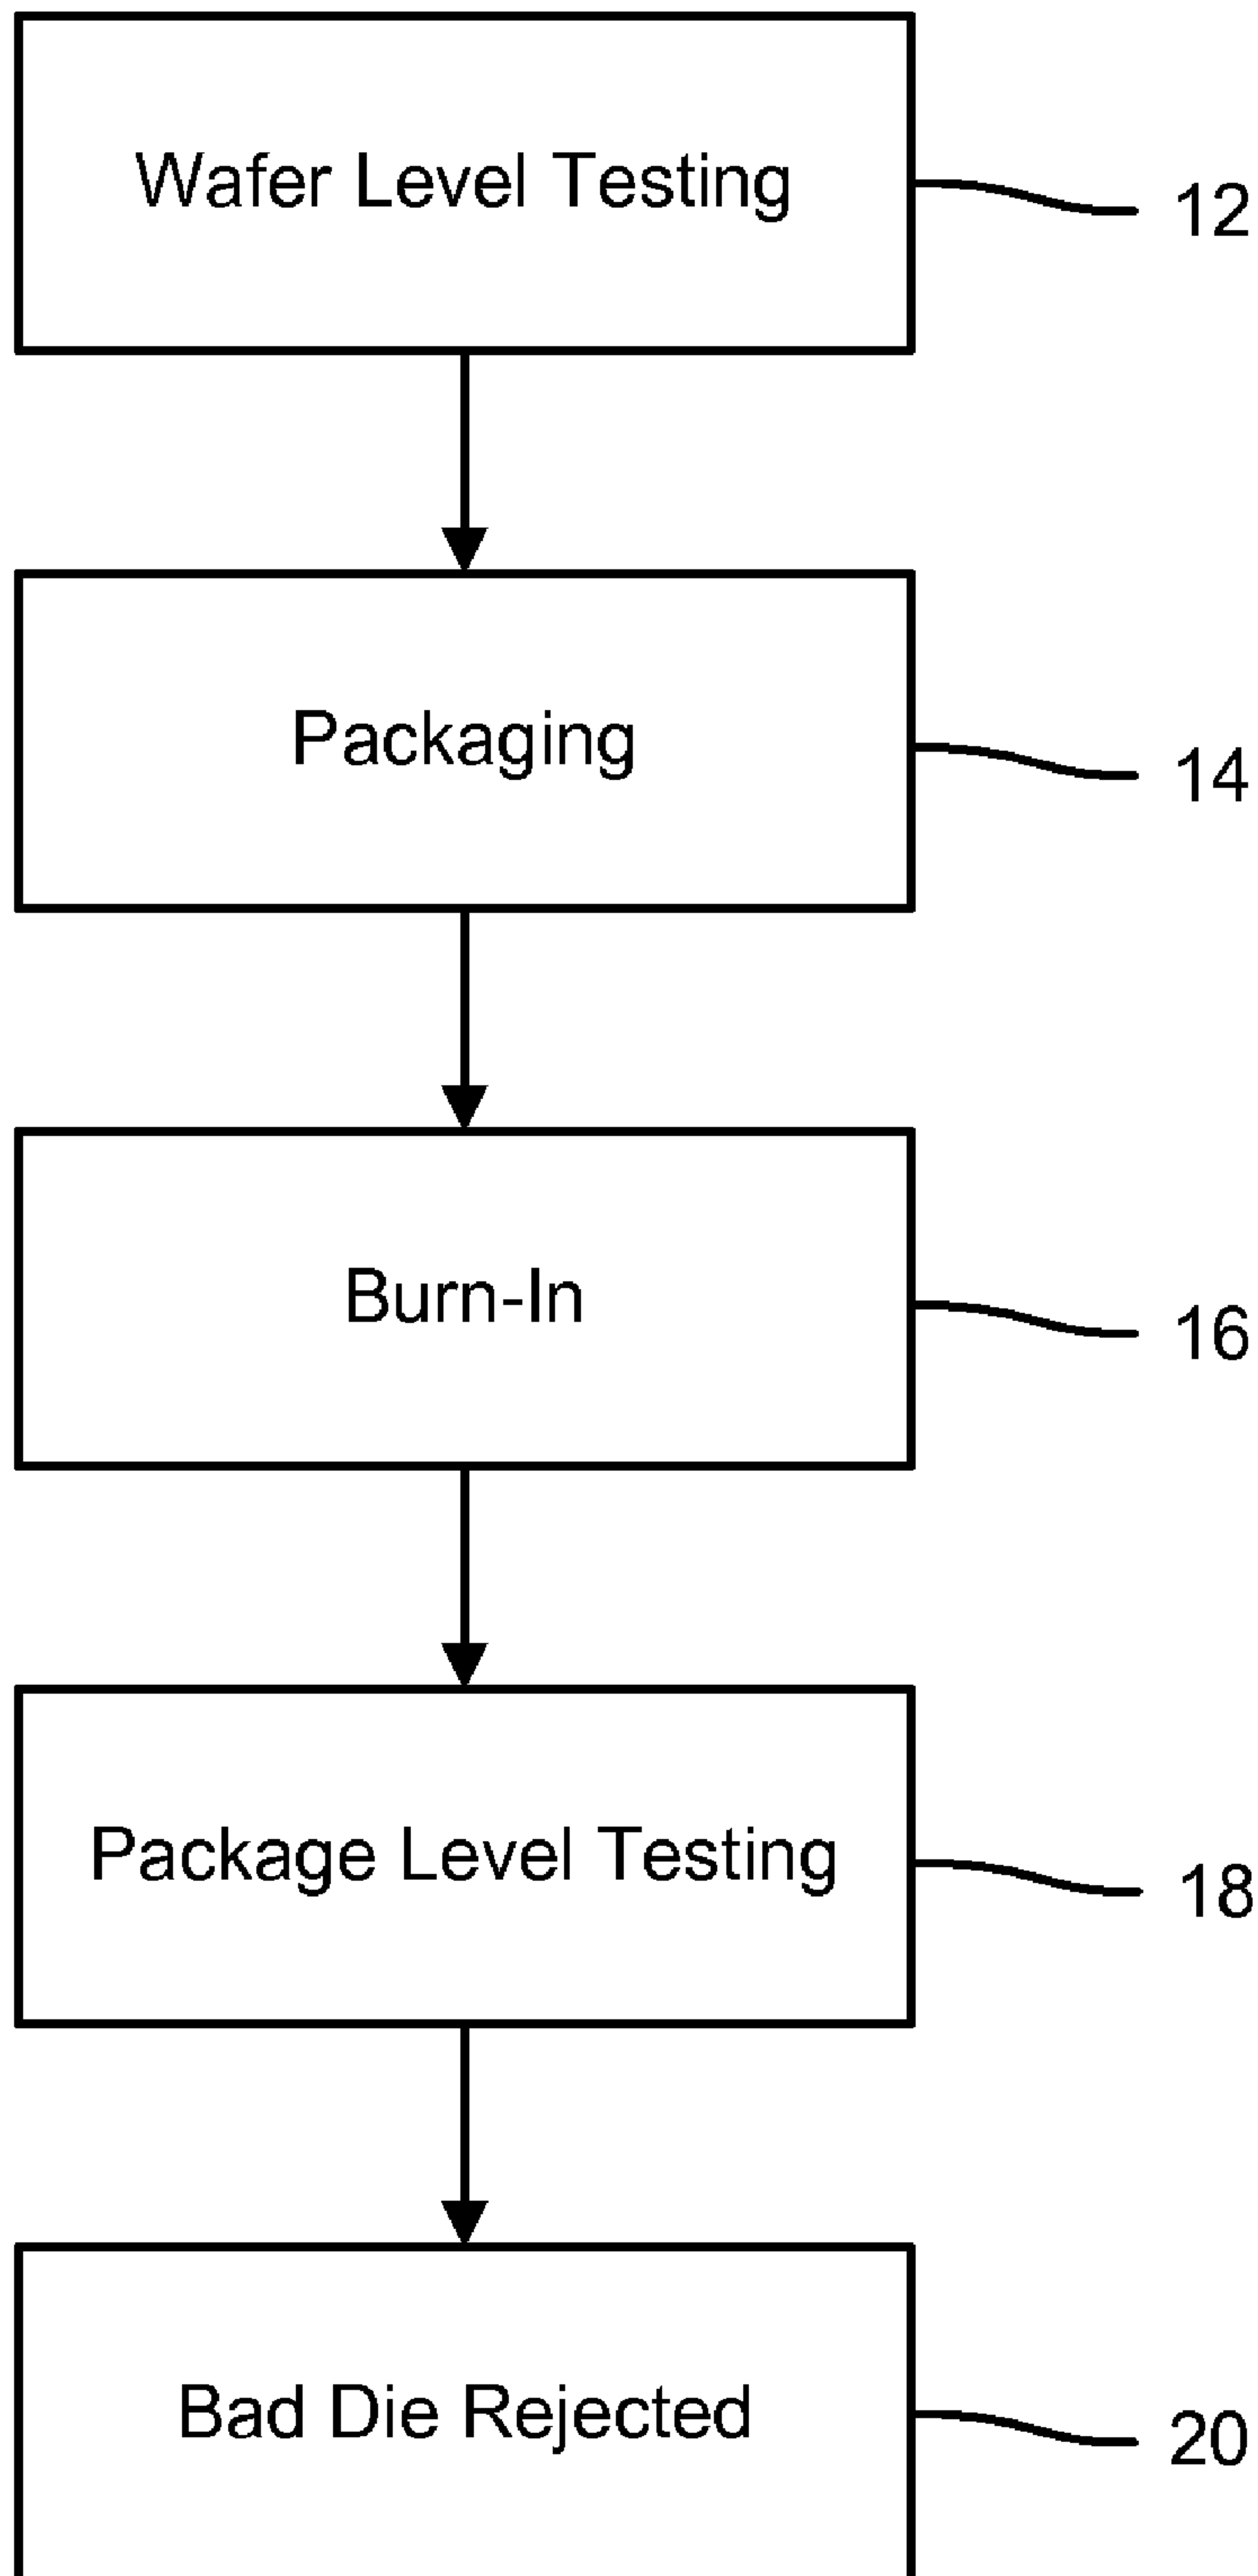 Wafer Level Testing
12
Packaging
14
Burn-In
16
Package Level Testing
18
Bad Die Rejected
20